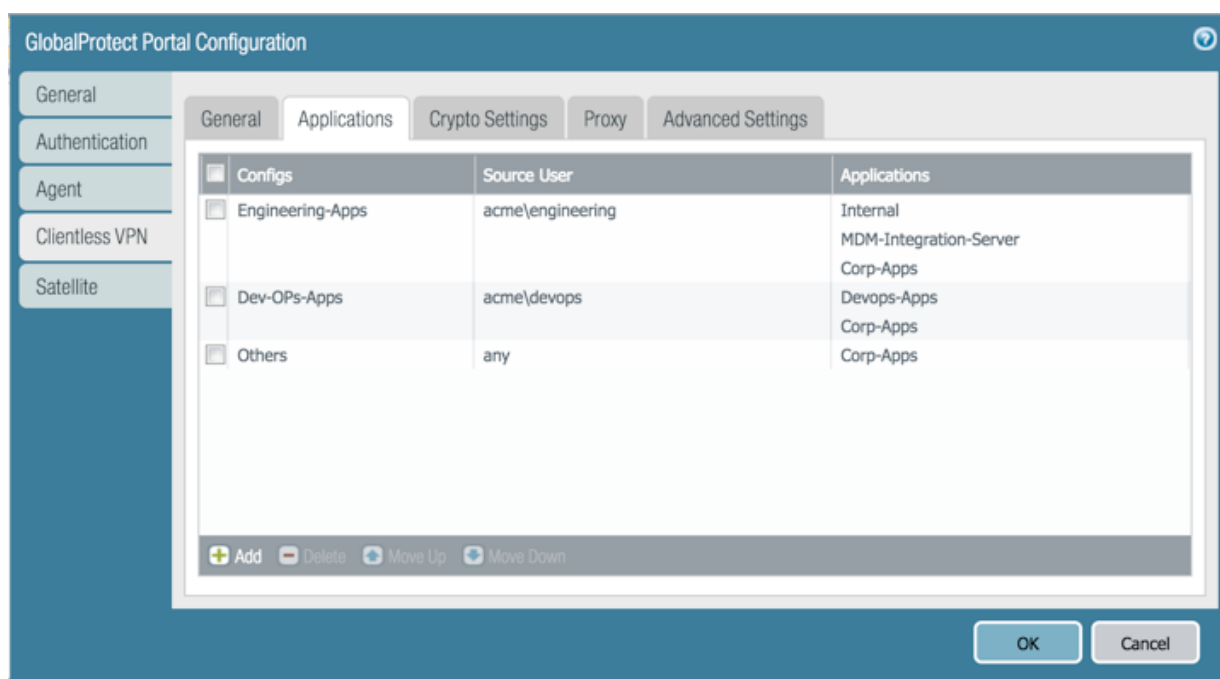 GlobalProtect Portal Configuration
General
Authentication
Agent
Clientless VPN
Satellite
General Applications Crypto Settings Proxy Advanced Settings
Configs Source User Applications
Engineering-Apps acme\engineering Internal
MDM-Integration-Server
Corp-Apps
Dev-OPs-Apps acme\devops Devops-Apps
Corp-Apps
Others any Corp-Apps
Add Delete Move Up Move Down
OK Cancel